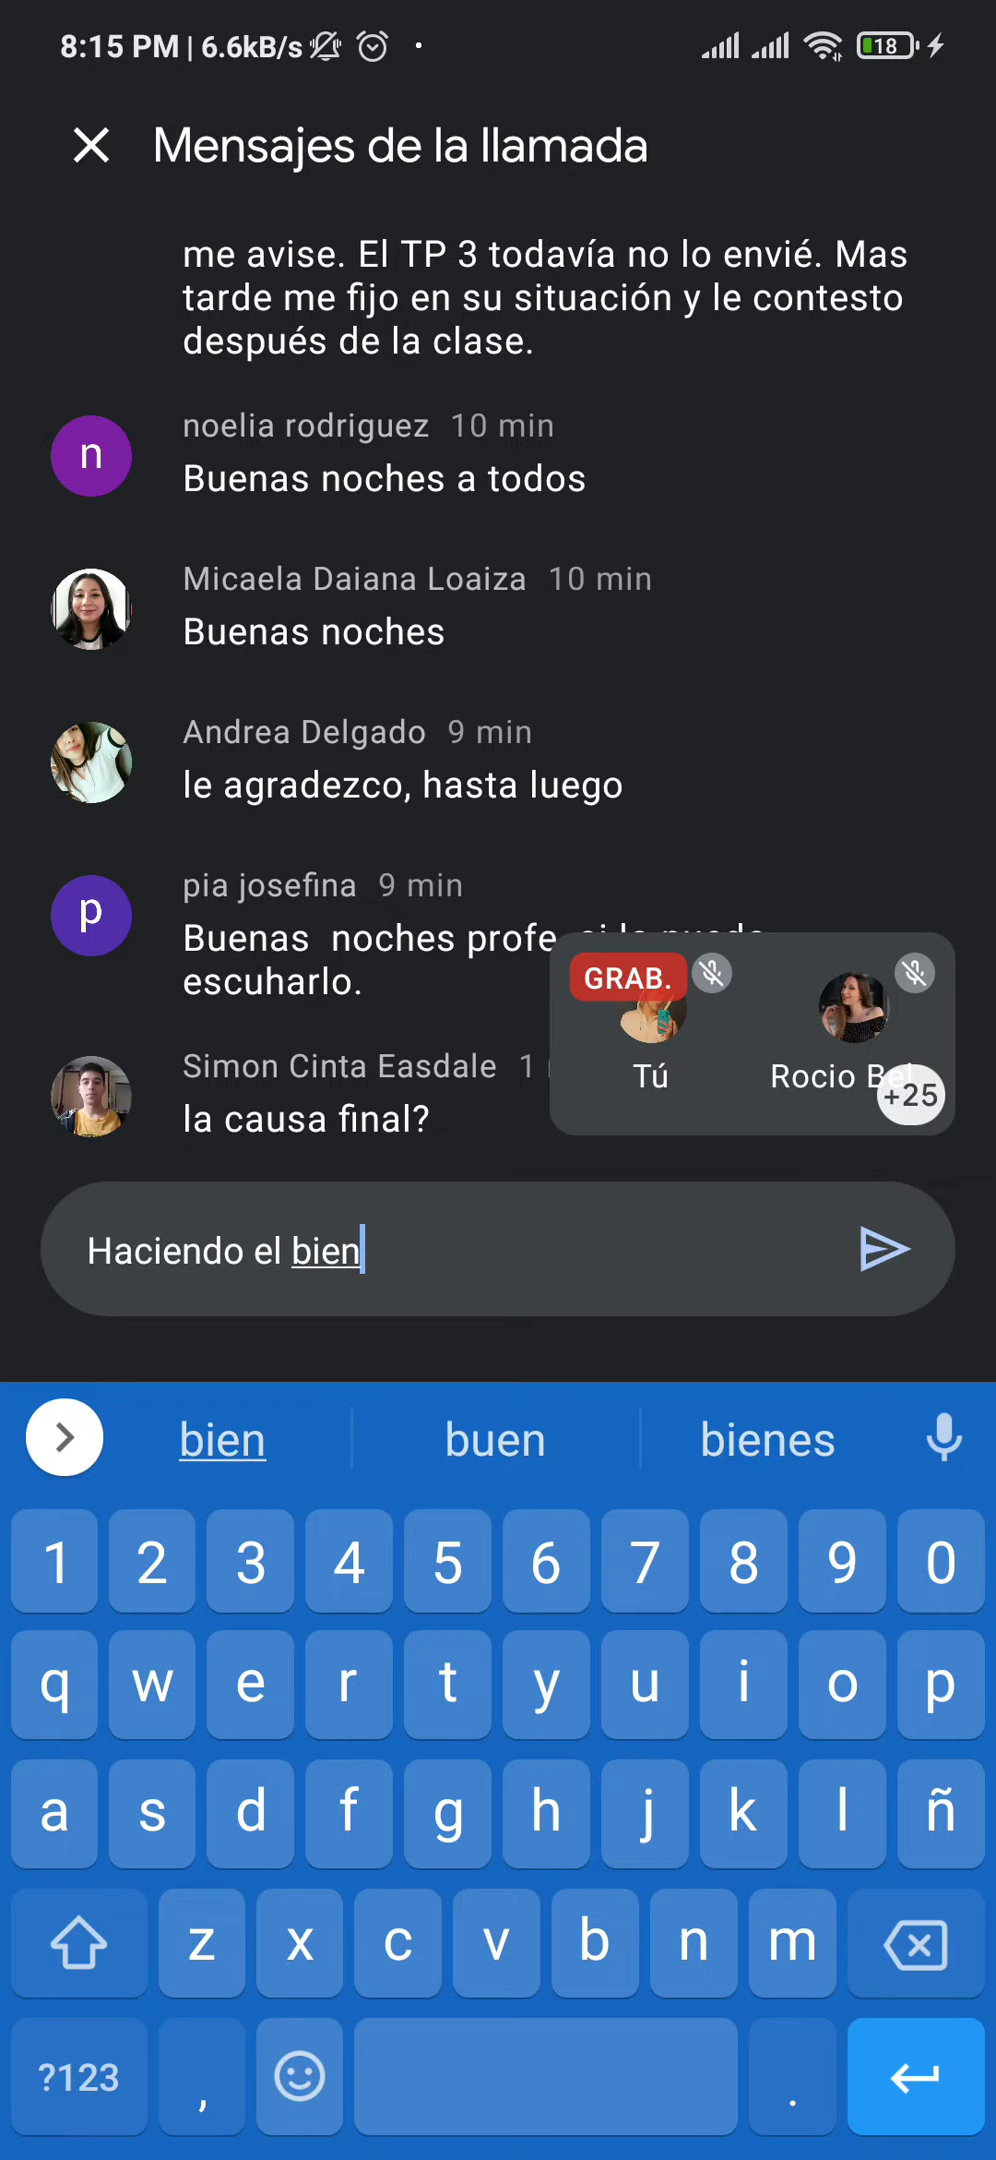 8:15 PM | 6.6kB/s 18
Mensajes de la llamada
me avise. El TP 3 todavía no lo envié. Mas
tarde me fijo en su situación y le contesto
después de la clase.
n
noelia rodriguez 10 min
Buenas noches a todos
Micaela Daiana Loaiza 10 min
Buenas noches
Andrea Delgado 9 min
le agradezco, hasta luego
p
pia josefina 9 min
Buenas  noches profe
escuharlo.
GRAB.
Simon Cinta Easdale 1
la causa final?
Tú
Rocio
+25
Haciendo el bien
bien buen bienes
1 2 3 4 5 6 7 8 9 0
q w e r t y u i o p
a s d f g h j k l ñ
z x c v b n m
?123 , .